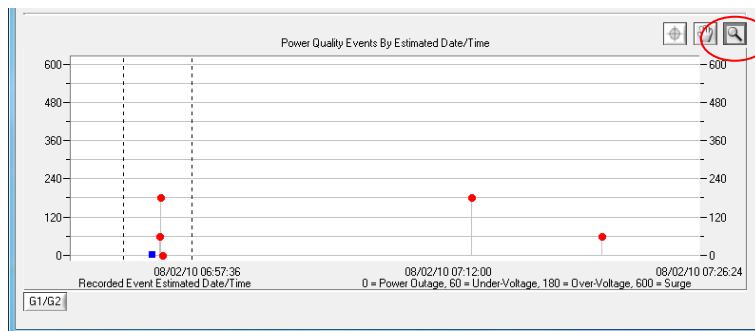 Power Quality Events By Estimated Date/Time
600 600
480 480
360 360
240 240
120 120
0 0
08/02/10 06:57:36 08/02/10 07:12:00 08/02/10 07:26:24
Recorded Event Estimated Date/Time 0 = Power Outage, 60 = Under-Voltage, 180 = Over-Voltage, 600 = Surge
G1/G2